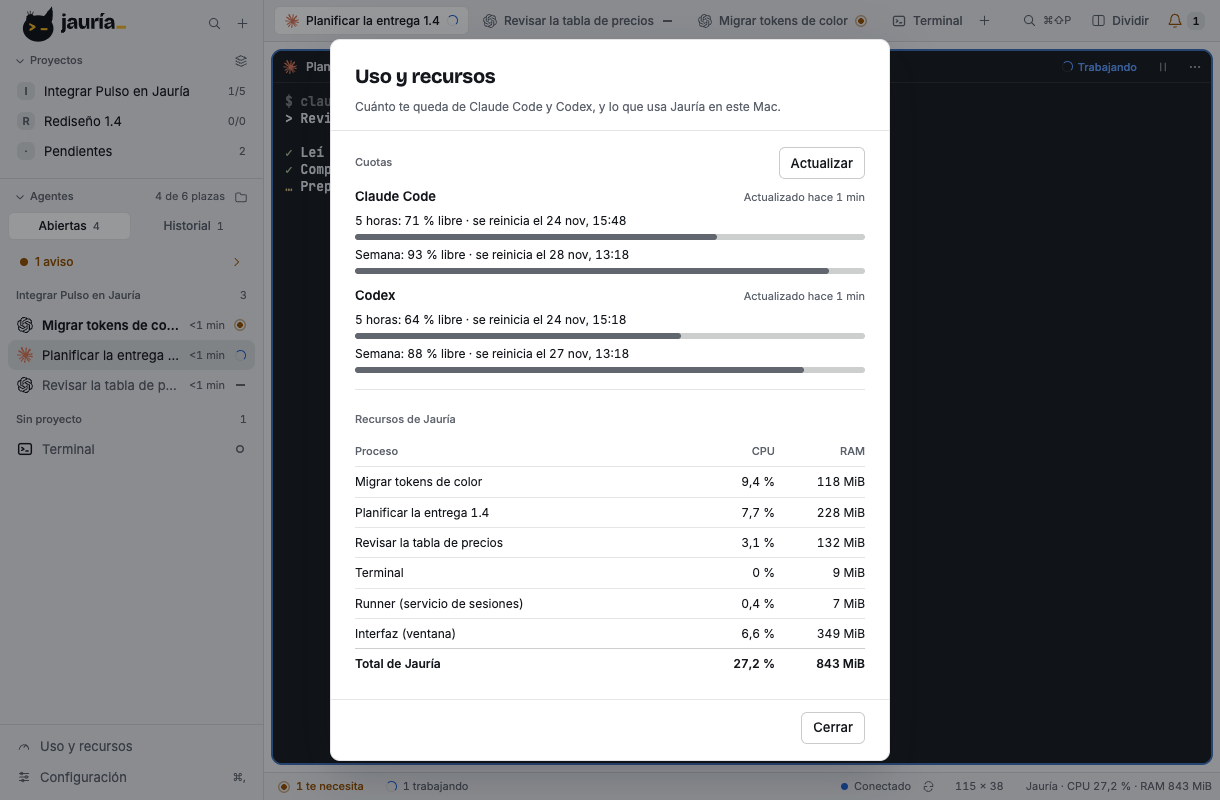 jauría_
Proyectos
I Integrar Pulso en Jauría 1/5
R Rediseño 1.4 0/0
· Pendientes 2
Agentes 4 de 6 plazas
Abiertas 4 Historial 1
1 aviso
Integrar Pulso en Jauría 3
Migrar tokens de co... <1 min
Planificar la entrega ... <1 min
Revisar la tabla de p... <1 min
Sin proyecto 1
Terminal
Uso y recursos
Configuración ⌘,
Planificar la entrega 1.4 Revisar la tabla de precios Migrar tokens de color Terminal ⌘⇧P Dividir 1
Plan Trabajando
$ clau
> Revi
✓ Leí
✓ Comp
… Prep
Uso y recursos
Cuánto te queda de Claude Code y Codex, y lo que usa Jauría en este Mac.
Cuotas Actualizar
Claude Code Actualizado hace 1 min
5 horas: 71 % libre · se reinicia el 24 nov, 15:48
Semana: 93 % libre · se reinicia el 28 nov, 13:18
Codex Actualizado hace 1 min
5 horas: 64 % libre · se reinicia el 24 nov, 15:18
Semana: 88 % libre · se reinicia el 27 nov, 13:18
Recursos de Jauría
Proceso CPU RAM
Migrar tokens de color 9,4 % 118 MiB
Planificar la entrega 1.4 7,7 % 228 MiB
Revisar la tabla de precios 3,1 % 132 MiB
Terminal 0 % 9 MiB
Runner (servicio de sesiones) 0,4 % 7 MiB
Interfaz (ventana) 6,6 % 349 MiB
Total de Jauría 27,2 % 843 MiB
Cerrar
1 te necesita 1 trabajando Conectado 115 × 38 Jauría · CPU 27,2 % · RAM 843 MiB